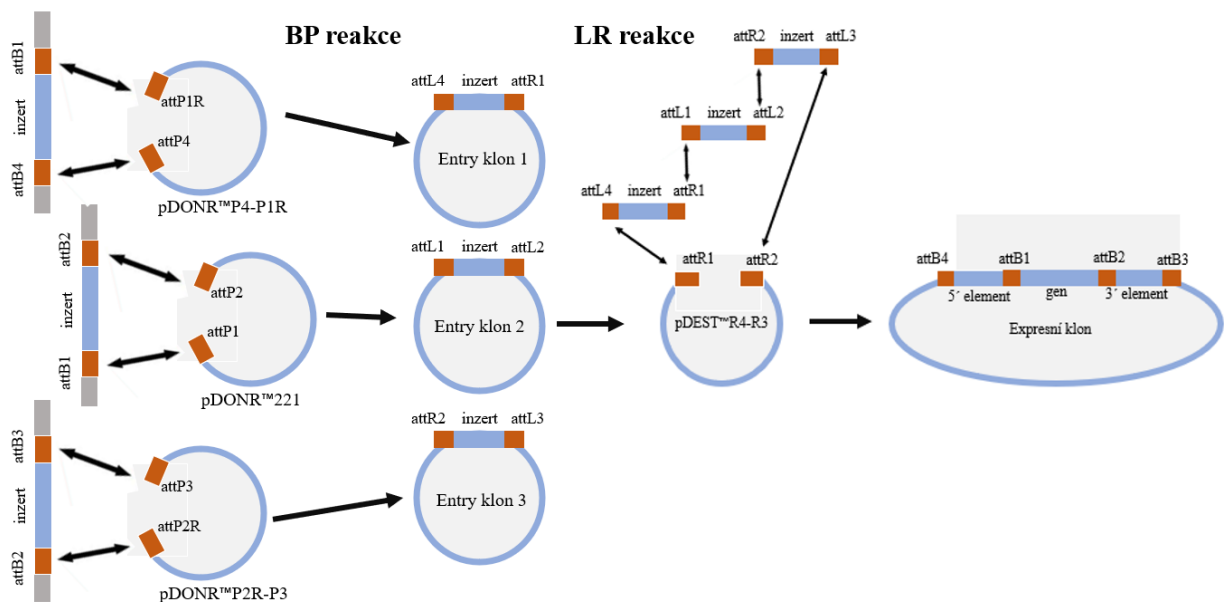 BP reakce
LR reakce
attB1
inzert
attB4
attP1R
attP4
pDONR™P4-P1R
attL4 inzert attR1
Entry klon 1
attB2
inzert
attB1
attP2
attP1
pDONR™221
attL1 inzert attL2
Entry klon 2
attB3
inzert
attB2
attP3
attP2R
pDONR™P2R-P3
attR2 inzert attL3
Entry klon 3
attR2 inzert attL3
attL1 inzert attL2
attL4 inzert attR1
attR1 attR2
pDEST™R4-R3
attB4 attB1 attB2 attB3
5´ element gen 3´ element
Expresní klon